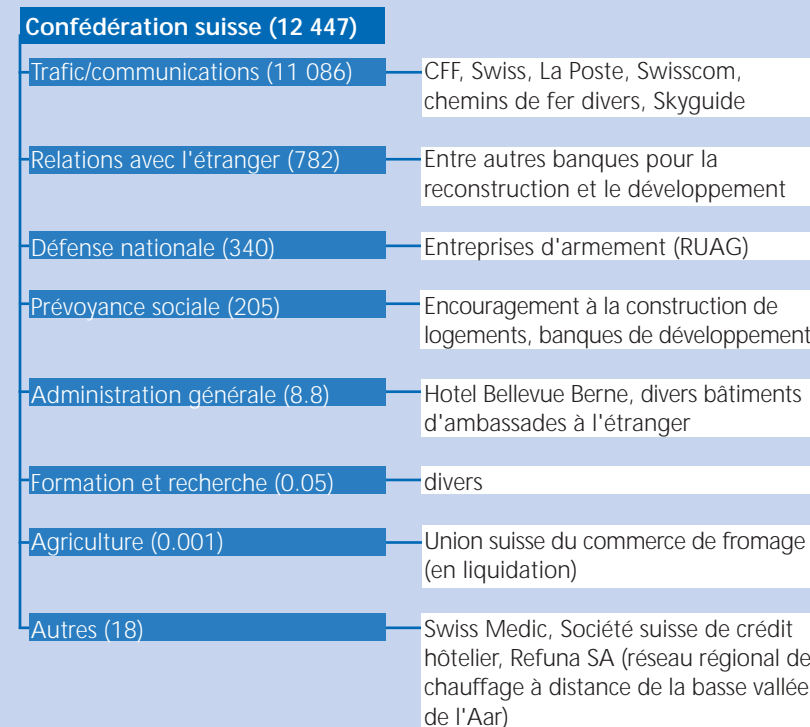 Confédération suisse (12 447)
Trafic/communications (11 086)
CFF, Swiss, La Poste, Swisscom,
chemins de fer divers, Skyguide
Relations avec l'étranger (782)
Entre autres banques pour la
reconstruction et le développement
Défense nationale (340)
Entreprises d'armement (RUAG)
Prévoyance sociale (205)
Encouragement à la construction de
logements, banques de développement
Administration générale (8.8)
Hotel Bellevue Berne, divers bâtiments
d'ambassades à l'étranger
Formation et recherche (0.05)
divers
Agriculture (0.001)
Union suisse du commerce de fromage
(en liquidation)
Autres (18)
Swiss Medic, Société suisse de crédit
hôtelier, Refuna SA (réseau régional de
chauffage à distance de la basse vallée
de l'Aar)